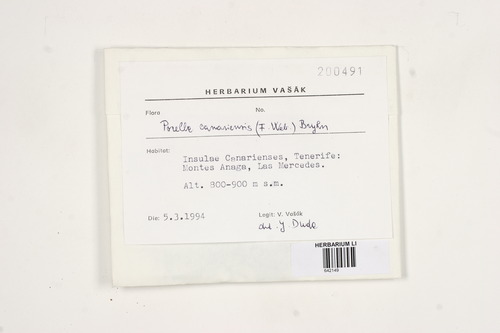 200491
HERBARIUM VAŠÁK
Flora No.
Porella canariensis (F. Web.) Bryhn
Habitat:
Insulae Canarienses, Tenerife:
Montes Anaga, Las Mercedes.
Alt. 800-900 m s.m.
Die: 5.3.1994
Legit: V. Vašák
det. J Duda
HERBARIUM LI
642149